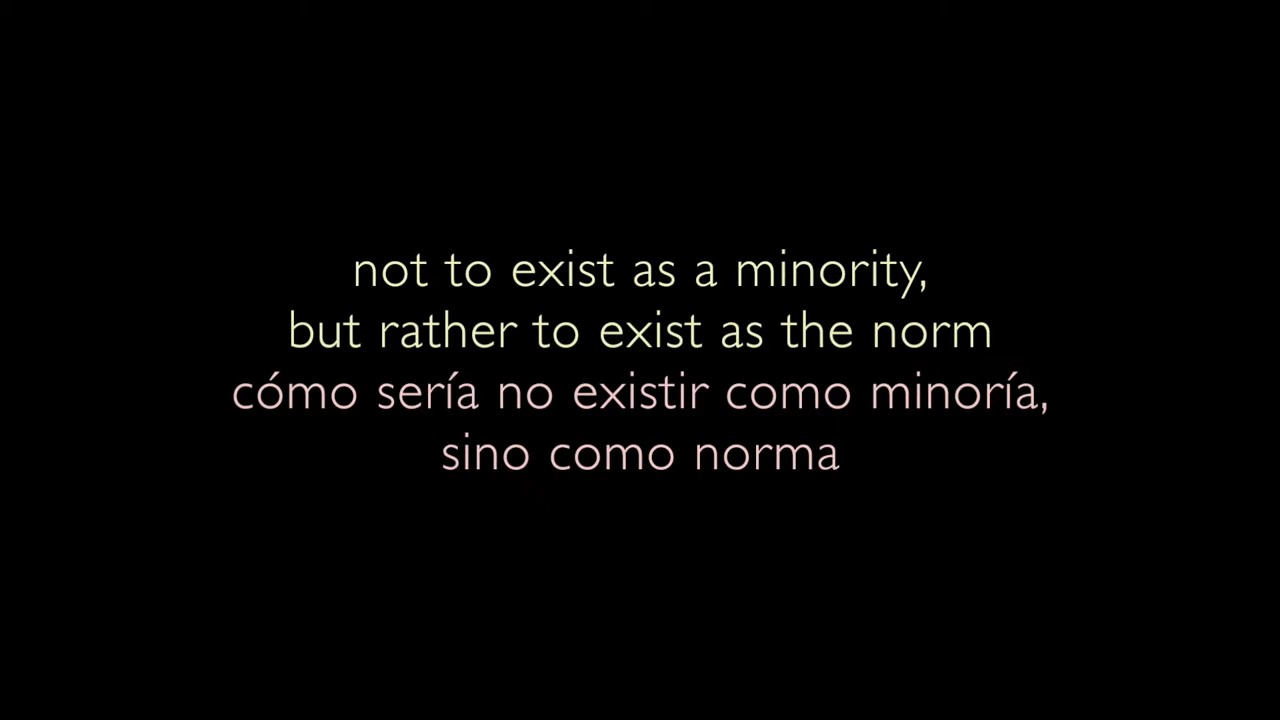 not to exist as a minority,
but rather to exist as the norm
cómo sería no existir como minoría,
sino como norma